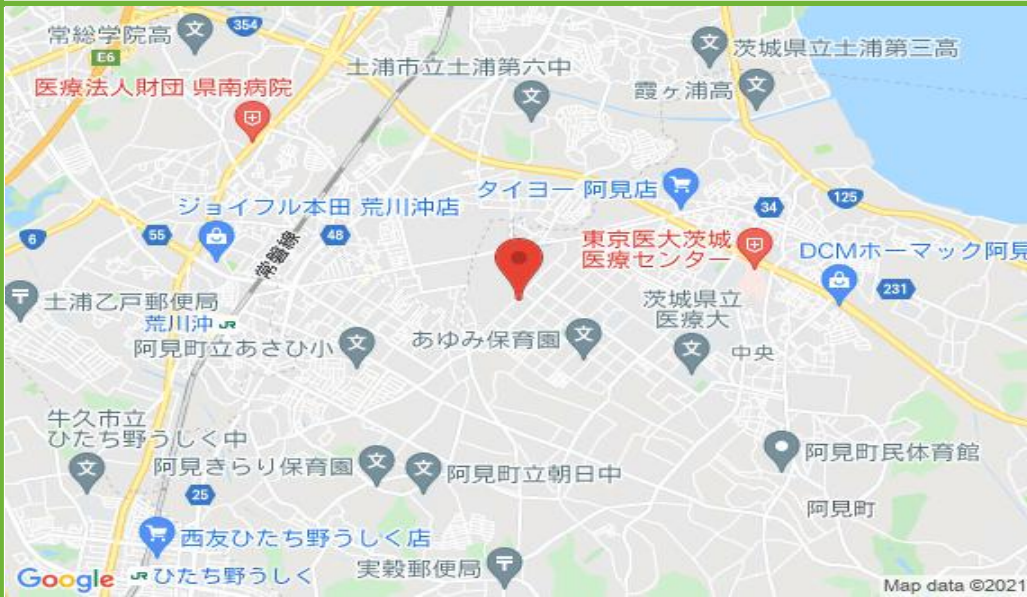 常総学院高
354
E6
茨城県立土浦第三高
土浦市立土浦第六中
医療法人財団 県南病院
霞ヶ浦高
タイヨー 阿見店
125
34
ジョイフル本田 荒川沖店
6
55
48
常磐線
東京医大茨城
医療センター
DCMホーマック阿見
231
土浦乙戸郵便局
荒川沖 JR
茨城県立
医療大
あゆみ保育園
阿見町立あさひ小
中央
牛久市立
ひたち野うしく中
阿見きらり保育園
阿見町立朝日中
阿見町民体育館
25
阿見町
西友ひたち野うしく店
実穀郵便局
Google
JR ひたち野うしく
Map data ©2021